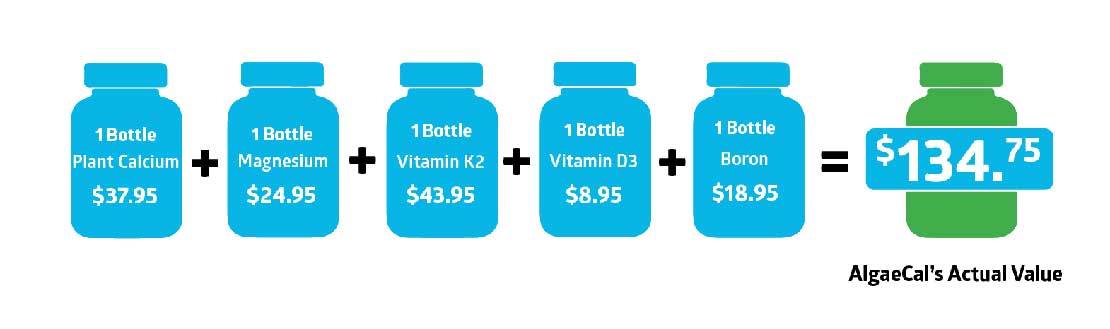 1 Bottle
Plant Calcium
$37.95
+
1 Bottle
Magnesium
$24.95
+
1 Bottle
Vitamin K2
$43.95
+
1 Bottle
Vitamin D3
$8.95
+
1 Bottle
Boron
$18.95
=
$134.75
AlgaeCal's Actual Value